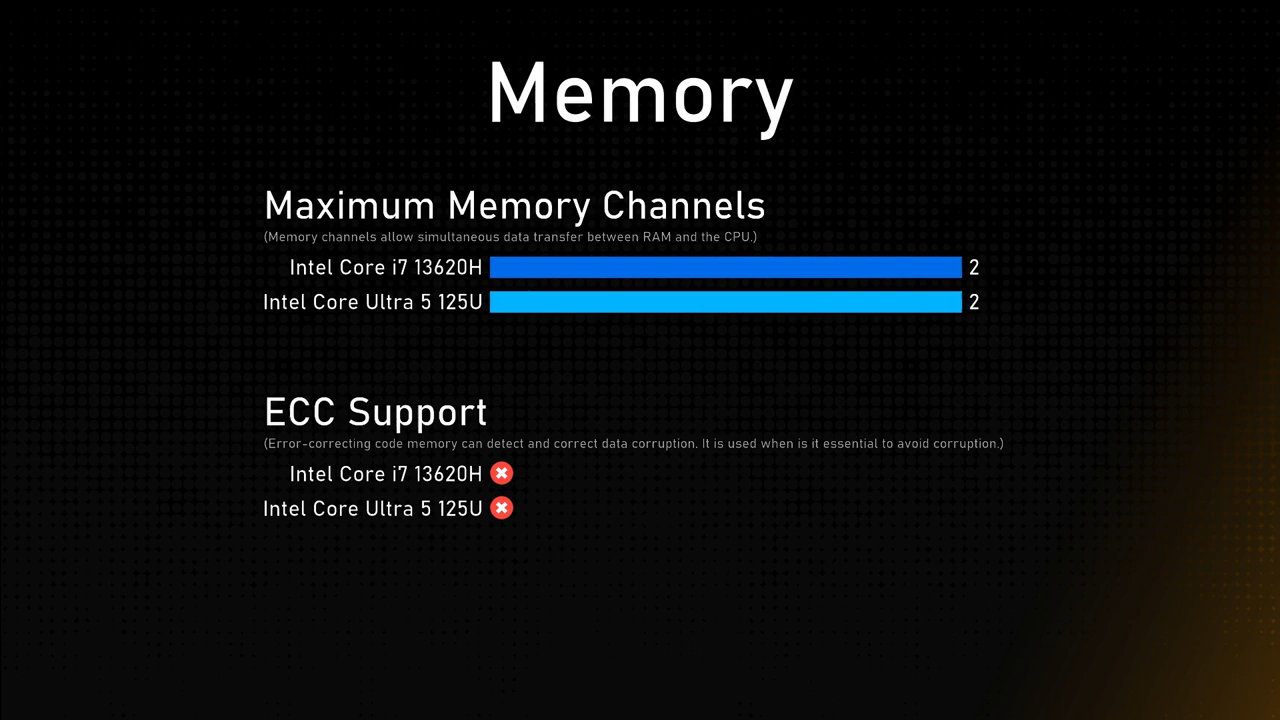 Memory
Maximum Memory Channels
(Memory channels allow simultaneous data transfer between RAM and the CPU.)
Intel Core i7 13620H 2
Intel Core Ultra 5 125U 2
ECC Support
(Error-correcting code memory can detect and correct data corruption. It is used when is it essential to avoid corruption.)
Intel Core i7 13620H
Intel Core Ultra 5 125U